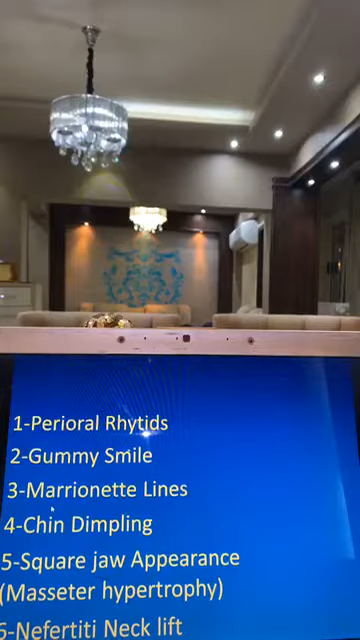 1-Perioral Rhytids
2-Gummy Smile
3-Marrionette Lines
4-Chin Dimpling
5-Square jaw Appearance
(Masseter hypertrophy)
6-Nefertiti Neck lift